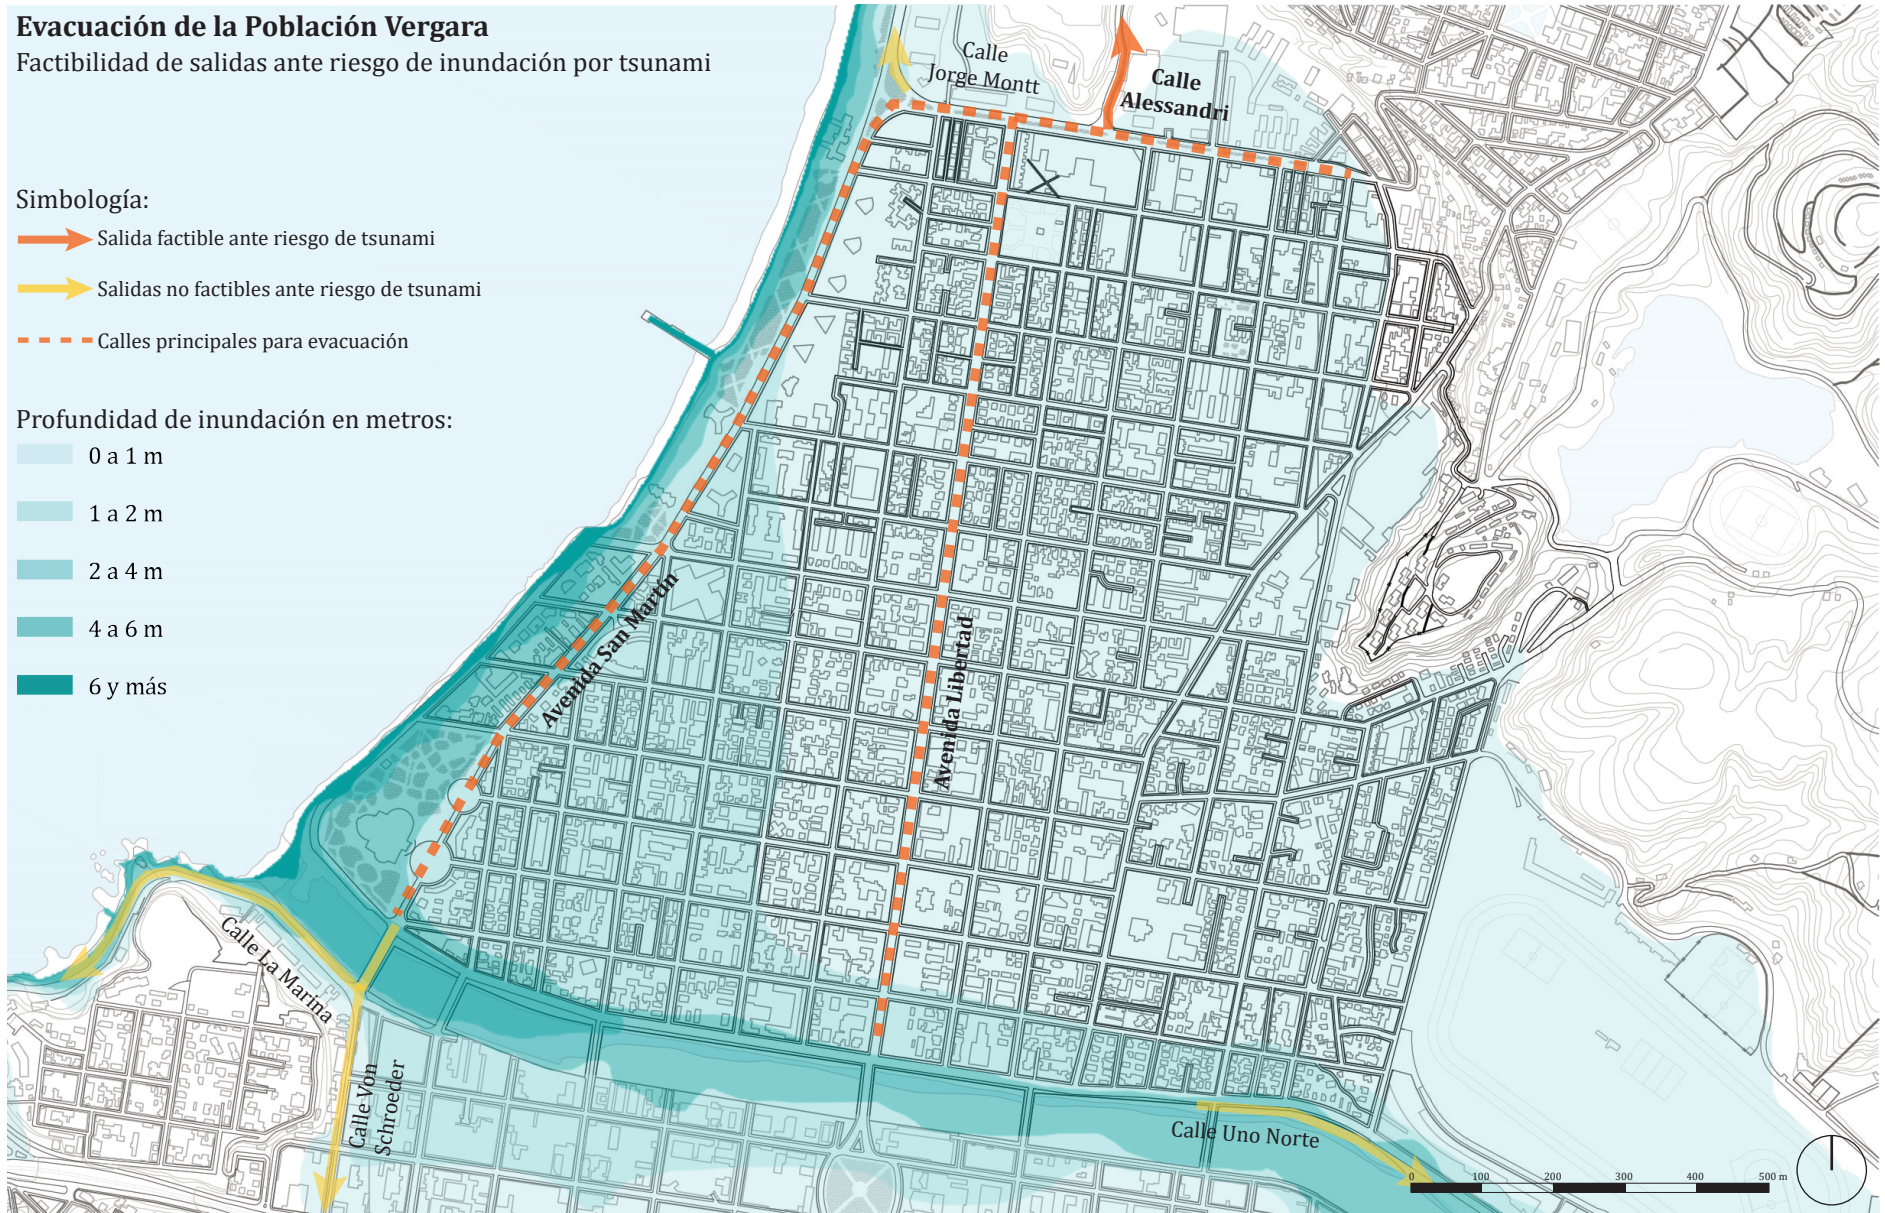 Evacuación de la Población Vergara
Factibilidad de salidas ante riesgo de inundación por tsunami
Simbología:
Salida factible ante riesgo de tsunami
Salidas no factibles ante riesgo de tsunami
Calles principales para evacuación
Profundidad de inundación en metros:
0 a 1 m
1 a 2 m
2 a 4 m
4 a 6 m
6 y más
Calle
Jorge Montt
Calle
Alessandri
Avenida San Martín
Avenida Libertad
Calle La Marina
Calle Von
Schroeder
Calle Uno Norte
0 100 200 300 400 500 m